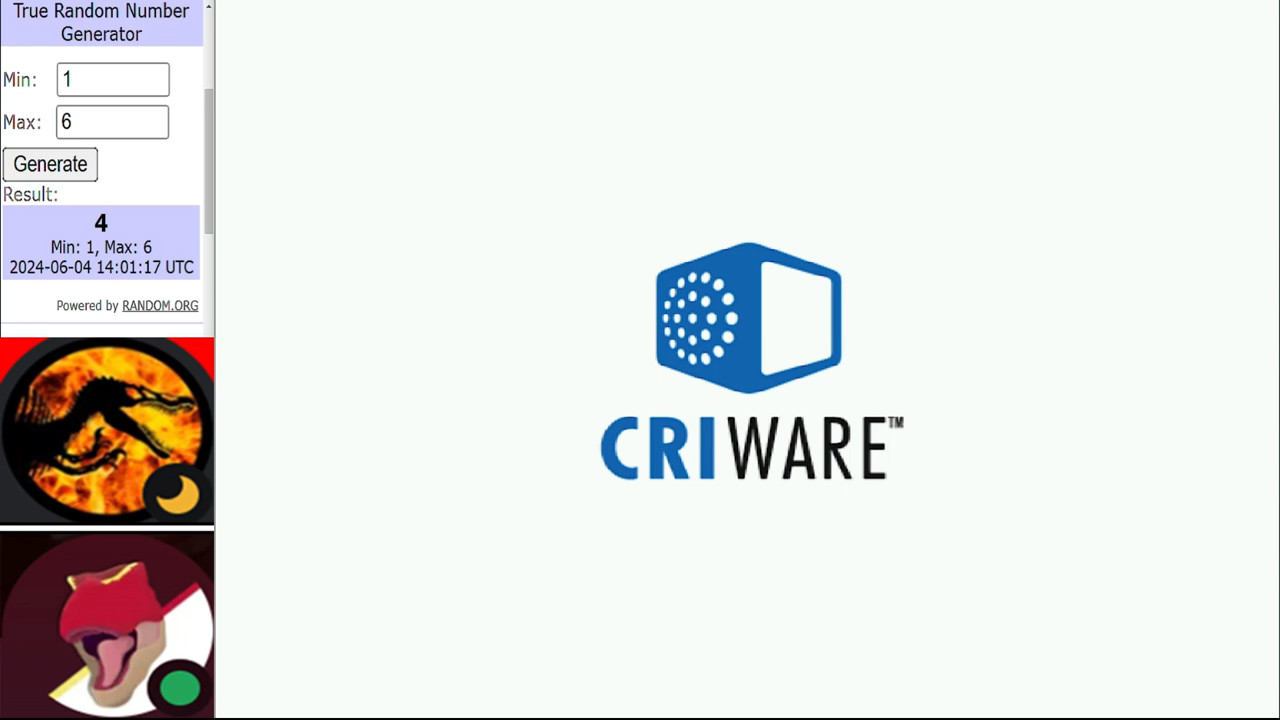 True Random Number
Generator
Min: 1
Max: 6
Generate
Result:
4
Min: 1, Max: 6
2024-06-04 14:01:17 UTC
Powered by RANDOM.ORG
CRIWARE™